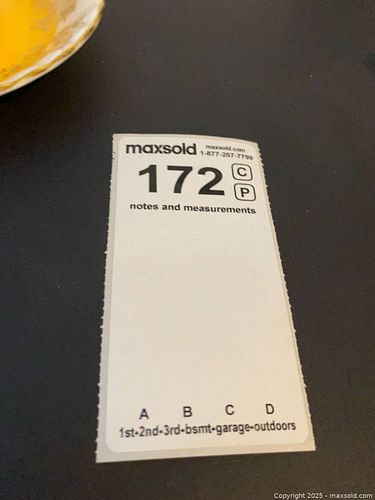 maxsold maxsold.com
1-877-257-7799
172 C
P
notes and measurements
A B C D
1st-2nd-3rd-bsmt-garage-outdoors
Copyright 2025 - maxsold.com